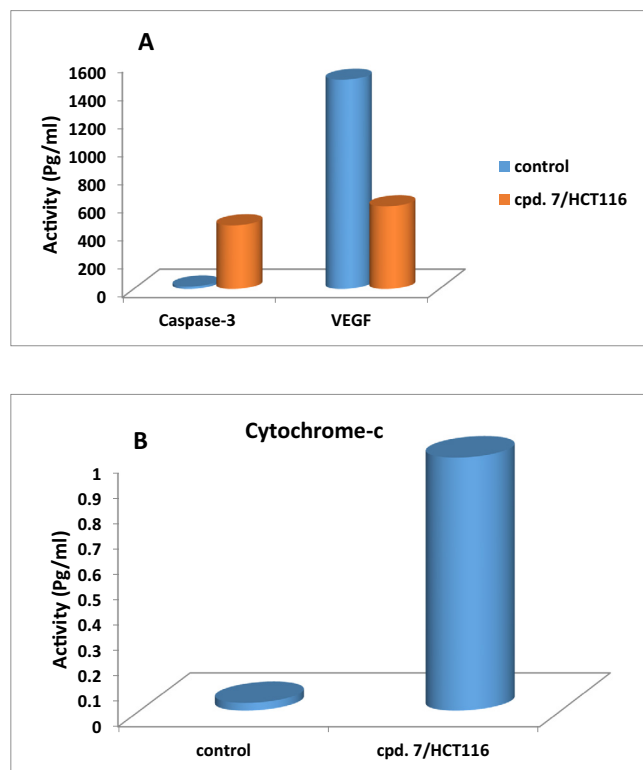 A
1600
1400
1200
1000
800
600
400
200
0
Activity (Pg/ml)
Caspase-3
VEGF
control
cpd. 7/HCT116
B
Cytochrome-c
1
0.9
0.8
0.7
0.6
0.5
0.4
0.3
0.2
0.1
0
Activity (Pg/ml)
control
cpd. 7/HCT116